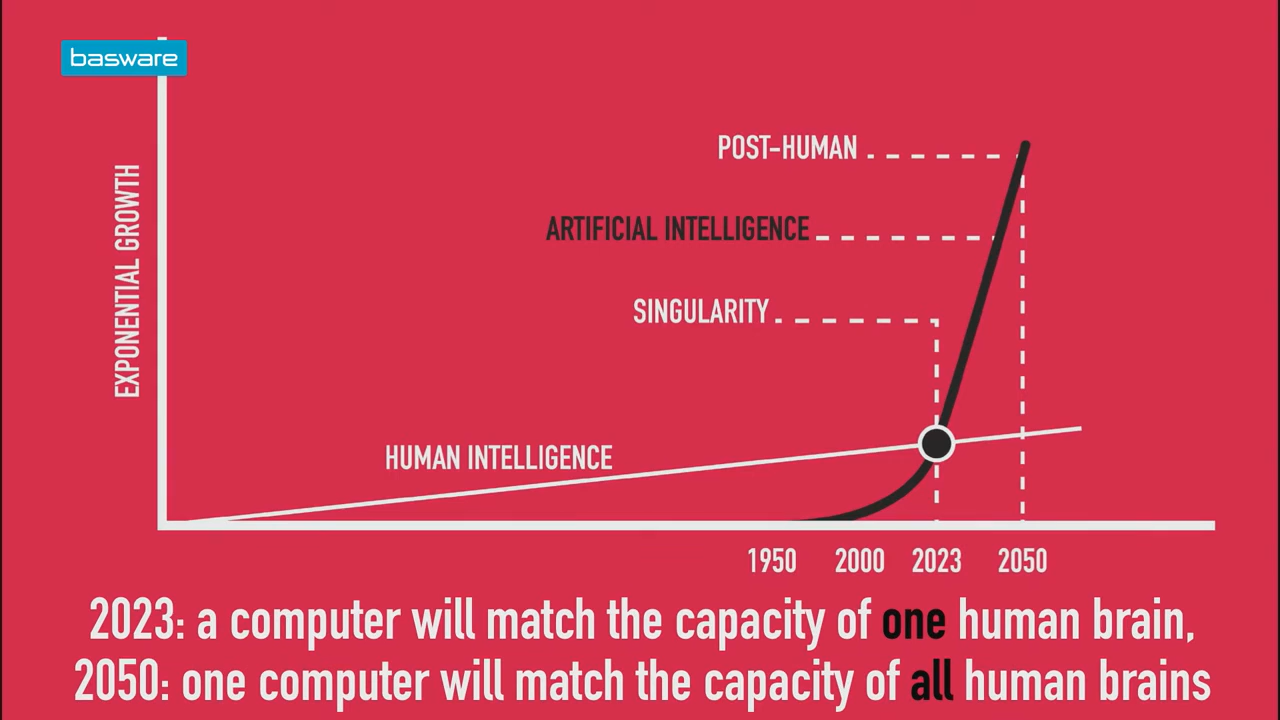 basware
EXPONENTIAL GROWTH
POST-HUMAN
ARTIFICIAL INTELLIGENCE
SINGULARITY
HUMAN INTELLIGENCE
1950 2000 2023 2050
2023: a computer will match the capacity of one human brain,
2050: one computer will match the capacity of all human brains